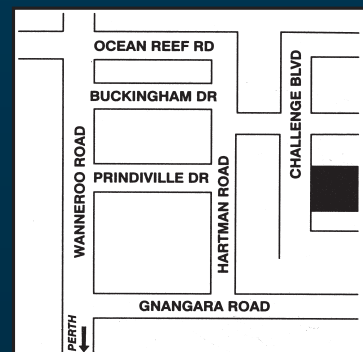 OCEAN REEF RD
BUCKINGHAM DR
CHALLENGE BLVD
WANNEROO ROAD
PRINDIVILLE DR
HARTMAN ROAD
GNANGARA ROAD
PERTH